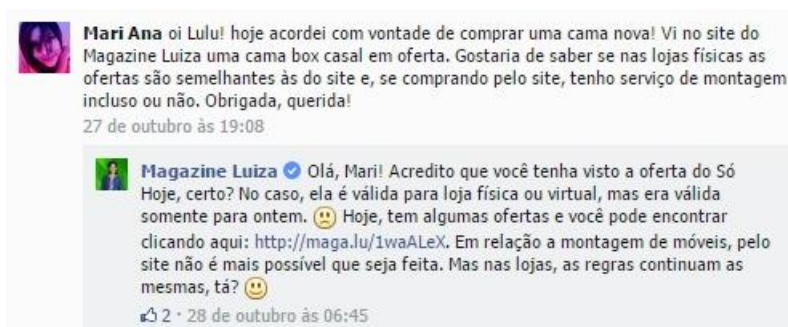 Mari Ana oi Lulu! hoje acordei com vontade de comprar uma cama nova! Vi no site do
Magazine Luiza uma cama box casal em oferta. Gostaria de saber se nas lojas físicas as
ofertas são semelhantes às do site e, se comprando pelo site, tenho serviço de montagem
incluso ou não. Obrigada, querida!
27 de outubro às 19:08
Magazine Luiza Olá, Mari! Acredito que você tenha visto a oferta do Só
Hoje, certo? No caso, ela é válida para loja física ou virtual, mas era válida
somente para ontem. Hoje, tem algumas ofertas e você pode encontrar
clicando aqui: http://maga.lu/1waALeX. Em relação a montagem de móveis, pelo
site não é mais possível que seja feita. Mas nas lojas, as regras continuam as
mesmas, tá?
2 · 28 de outubro às 06:45